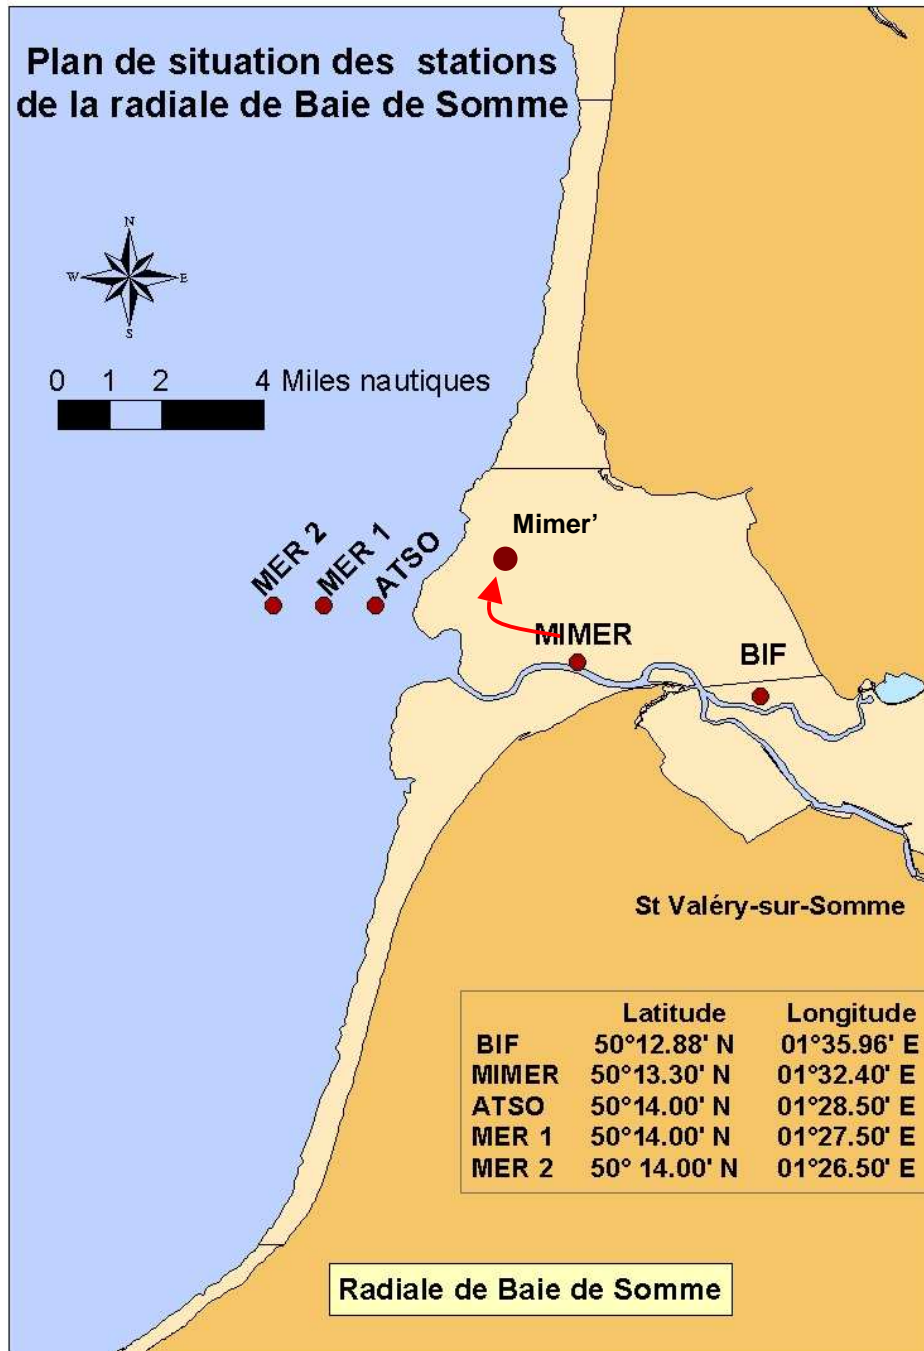 Plan de situation des stations
de la radiale de Baie de Somme
N
W E
S
0 1 2 4 Miles nautiques
Mimer’
MER 2 MER 1 ATSO
MIMER
BIF
St Valéry-sur-Somme
Latitude Longitude
BIF 50°12.88' N 01°35.96' E
MIMER 50°13.30' N 01°32.40' E
ATSO 50°14.00' N 01°28.50' E
MER 1 50°14.00' N 01°27.50' E
MER 2 50° 14.00' N 01°26.50' E
Radiale de Baie de Somme